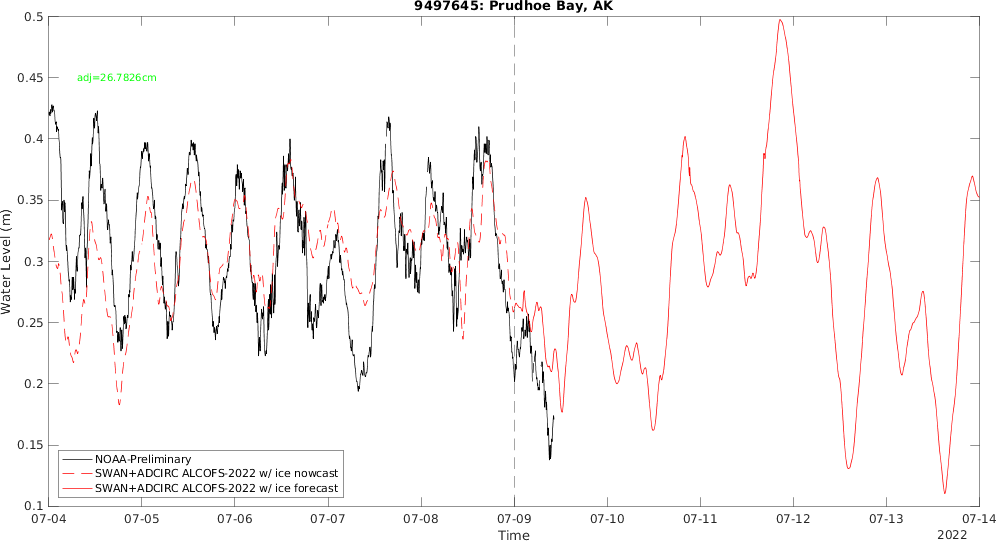 9497645: Prudhoe Bay, AK
0.5
0.45
0.4
0.35
0.3
0.25
0.2
0.15
0.1
Water Level (m)
adj=26.7826cm
NOAA-Preliminary
SWAN+ADCIRC ALCOFS-2022 w/ ice nowcast
SWAN+ADCIRC ALCOFS-2022 w/ ice forecast
07-04 07-05 07-06 07-07 07-08 07-09 07-10 07-11 07-12 07-13 07-14
Time
2022